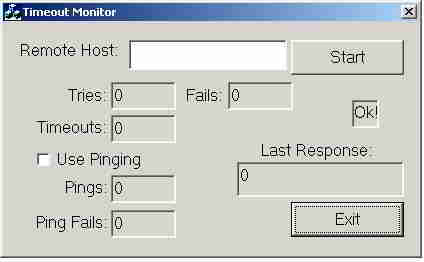 Timeout Monitor
Remote Host:
Start
Tries: 0 Fails: 0
Ok!
Timeouts: 0
Use Pinging
Last Response:
0
Pings: 0
Ping Fails: 0
Exit